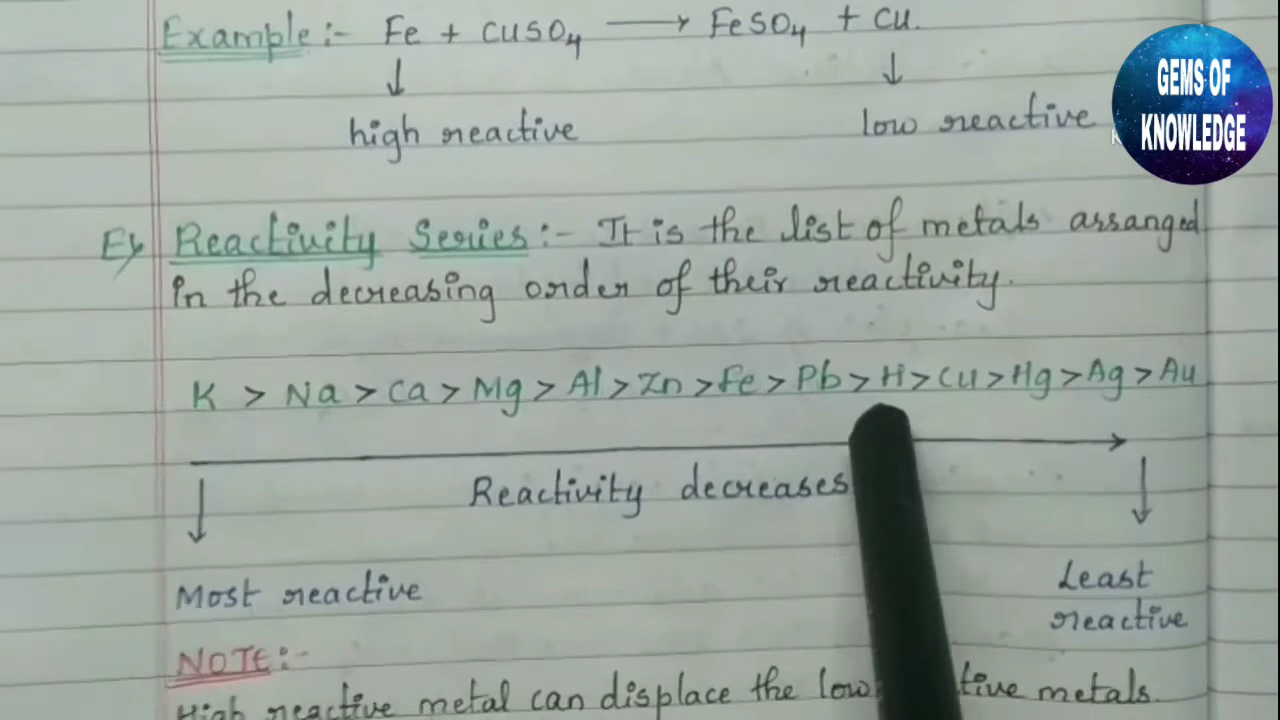 Example :- Fe + CuSO4 ⟶ FeSO4 + Cu.
↓ ↓
high reactive low reactive
GEMS OF
KNOWLEDGE
Ex Reactivity Series :- It is the list of metals arranged
in the decreasing order of their reactivity.
K > Na > Ca > Mg > Al > Zn > Fe > Pb > H > Cu > Hg > Ag > Au
Reactivity decreases
Most reactive
Least
reactive
NOTE :-
High reactive metal can displace the low metals.